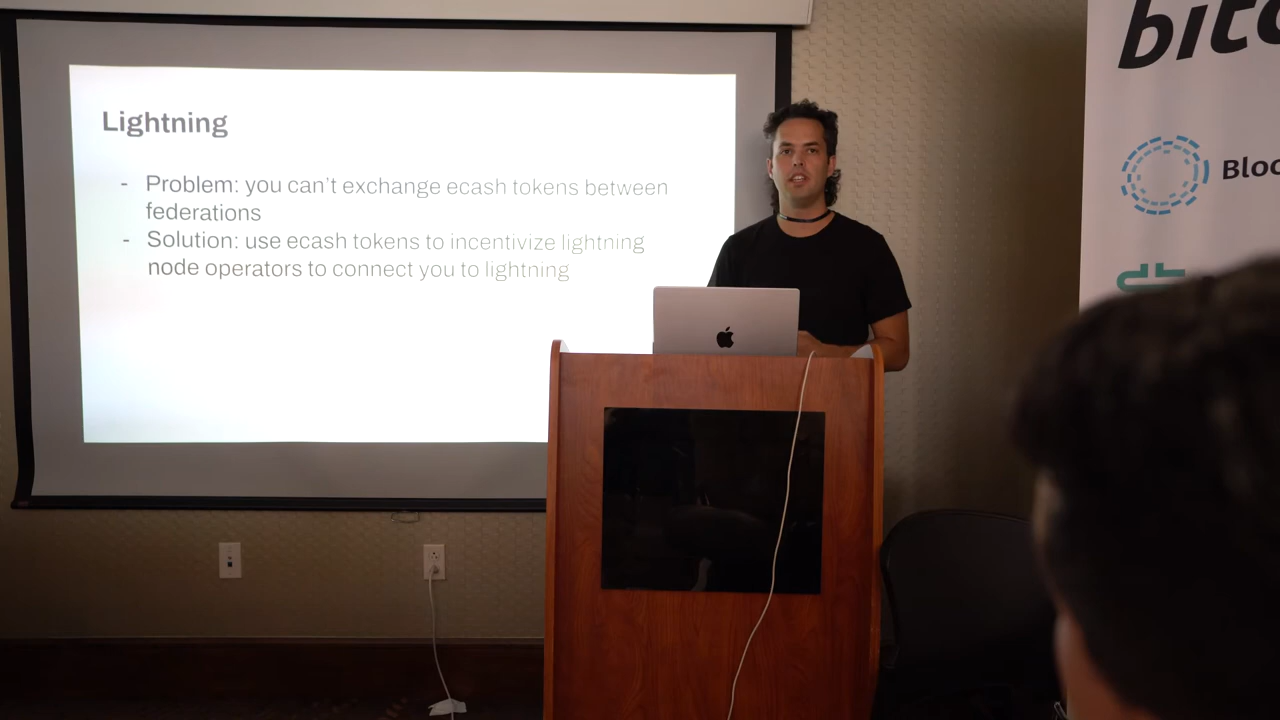 Lightning
- Problem: you can't exchange ecash tokens between
federations
- Solution: use ecash tokens to incentivize lightning
node operators to connect you to lightning
bitc
Bloc